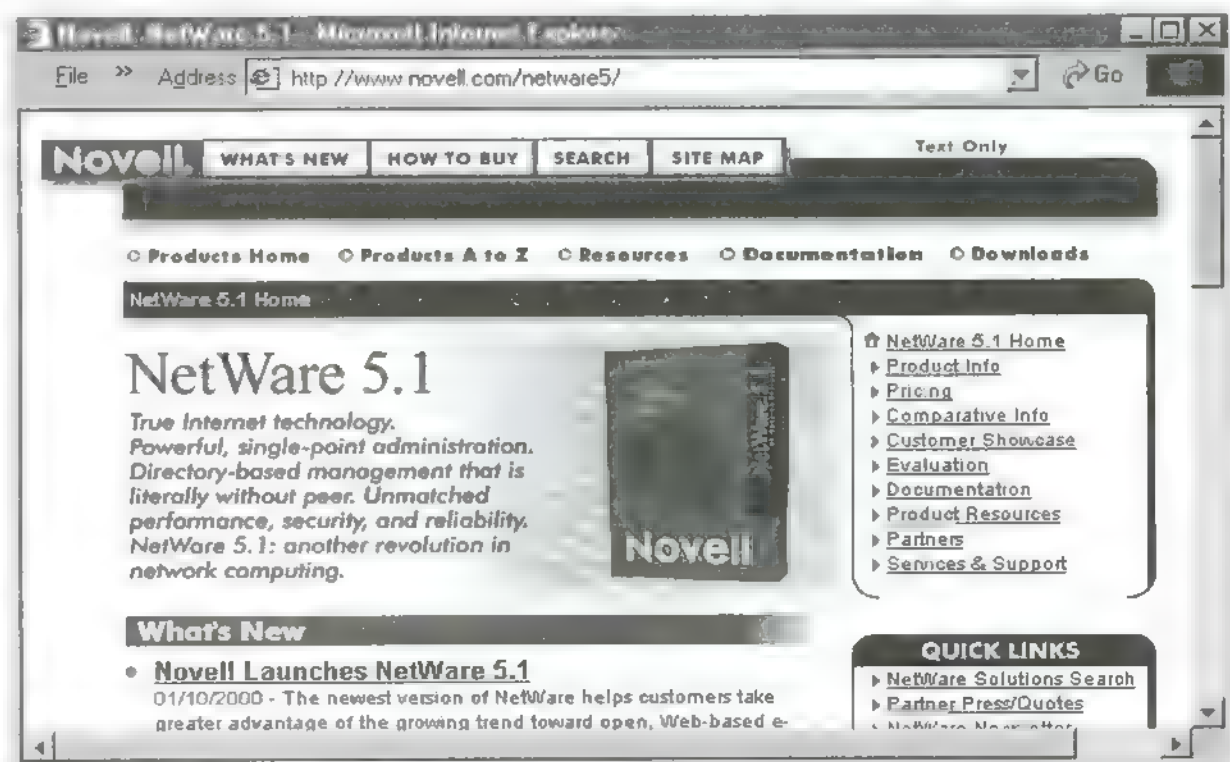 Novell: NetWare 5.1 - Microsoft Internet Explorer
File » Address http //www novell.com/netware5/ Go
Novell. WHAT'S NEW HOW TO BUY SEARCH SITE MAP Text Only
Products Home Products A to Z Resources Documentation Downloads
NetWare 5.1 Home
NetWare 5.1
True Internet technology.
Powerful, single-point administration.
Directory-based management that is
literally without peer. Unmatched
performance, security, and reliability.
NetWare 5.1: another revolution in
network computing.
NetWare 5.1
Novell
NetWare 5.1 Home
Product Info
Pricing
Comparative Info
Customer Showcase
Evaluation
Documentation
Product Resources
Partners
Services & Support
What's New
Novell Launches NetWare 5.1
01/10/2000 - The newest version of NetWare helps customers take
greater advantage of the growing trend toward open, Web-based e-
QUICK LINKS
NetWare Solutions Search
Partner Press/Quotes